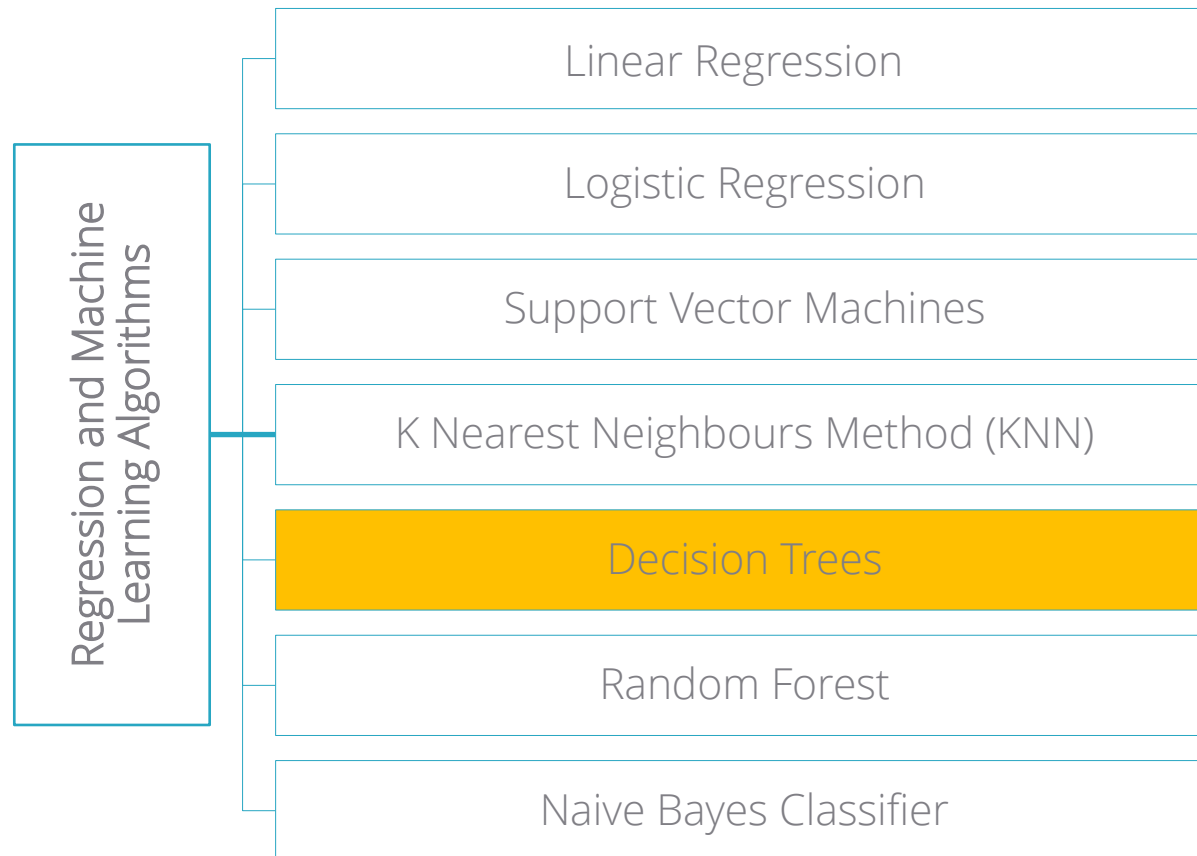 Regression and Machine
Learning Algorithms
Linear Regression
Logistic Regression
Support Vector Machines
K Nearest Neighbours Method (KNN)
Decision Trees
Random Forest
Naive Bayes Classifier